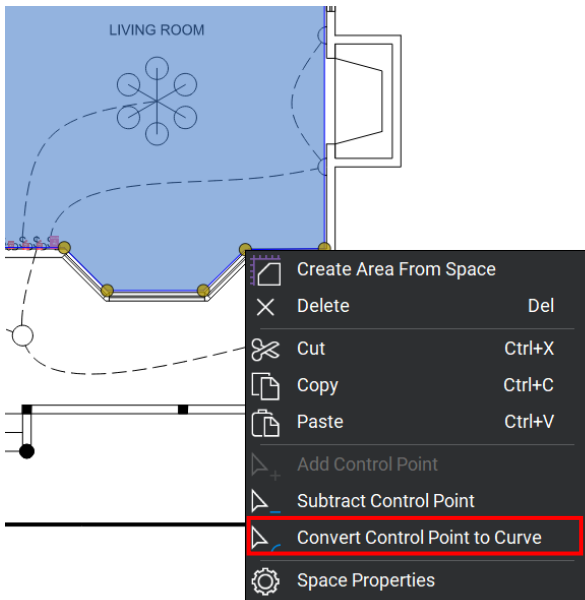 LIVING ROOM
Create Area From Space
Delete Del
Cut Ctrl+X
Copy Ctrl+C
Paste Ctrl+V
Add Control Point
Subtract Control Point
Convert Control Point to Curve
Space Properties